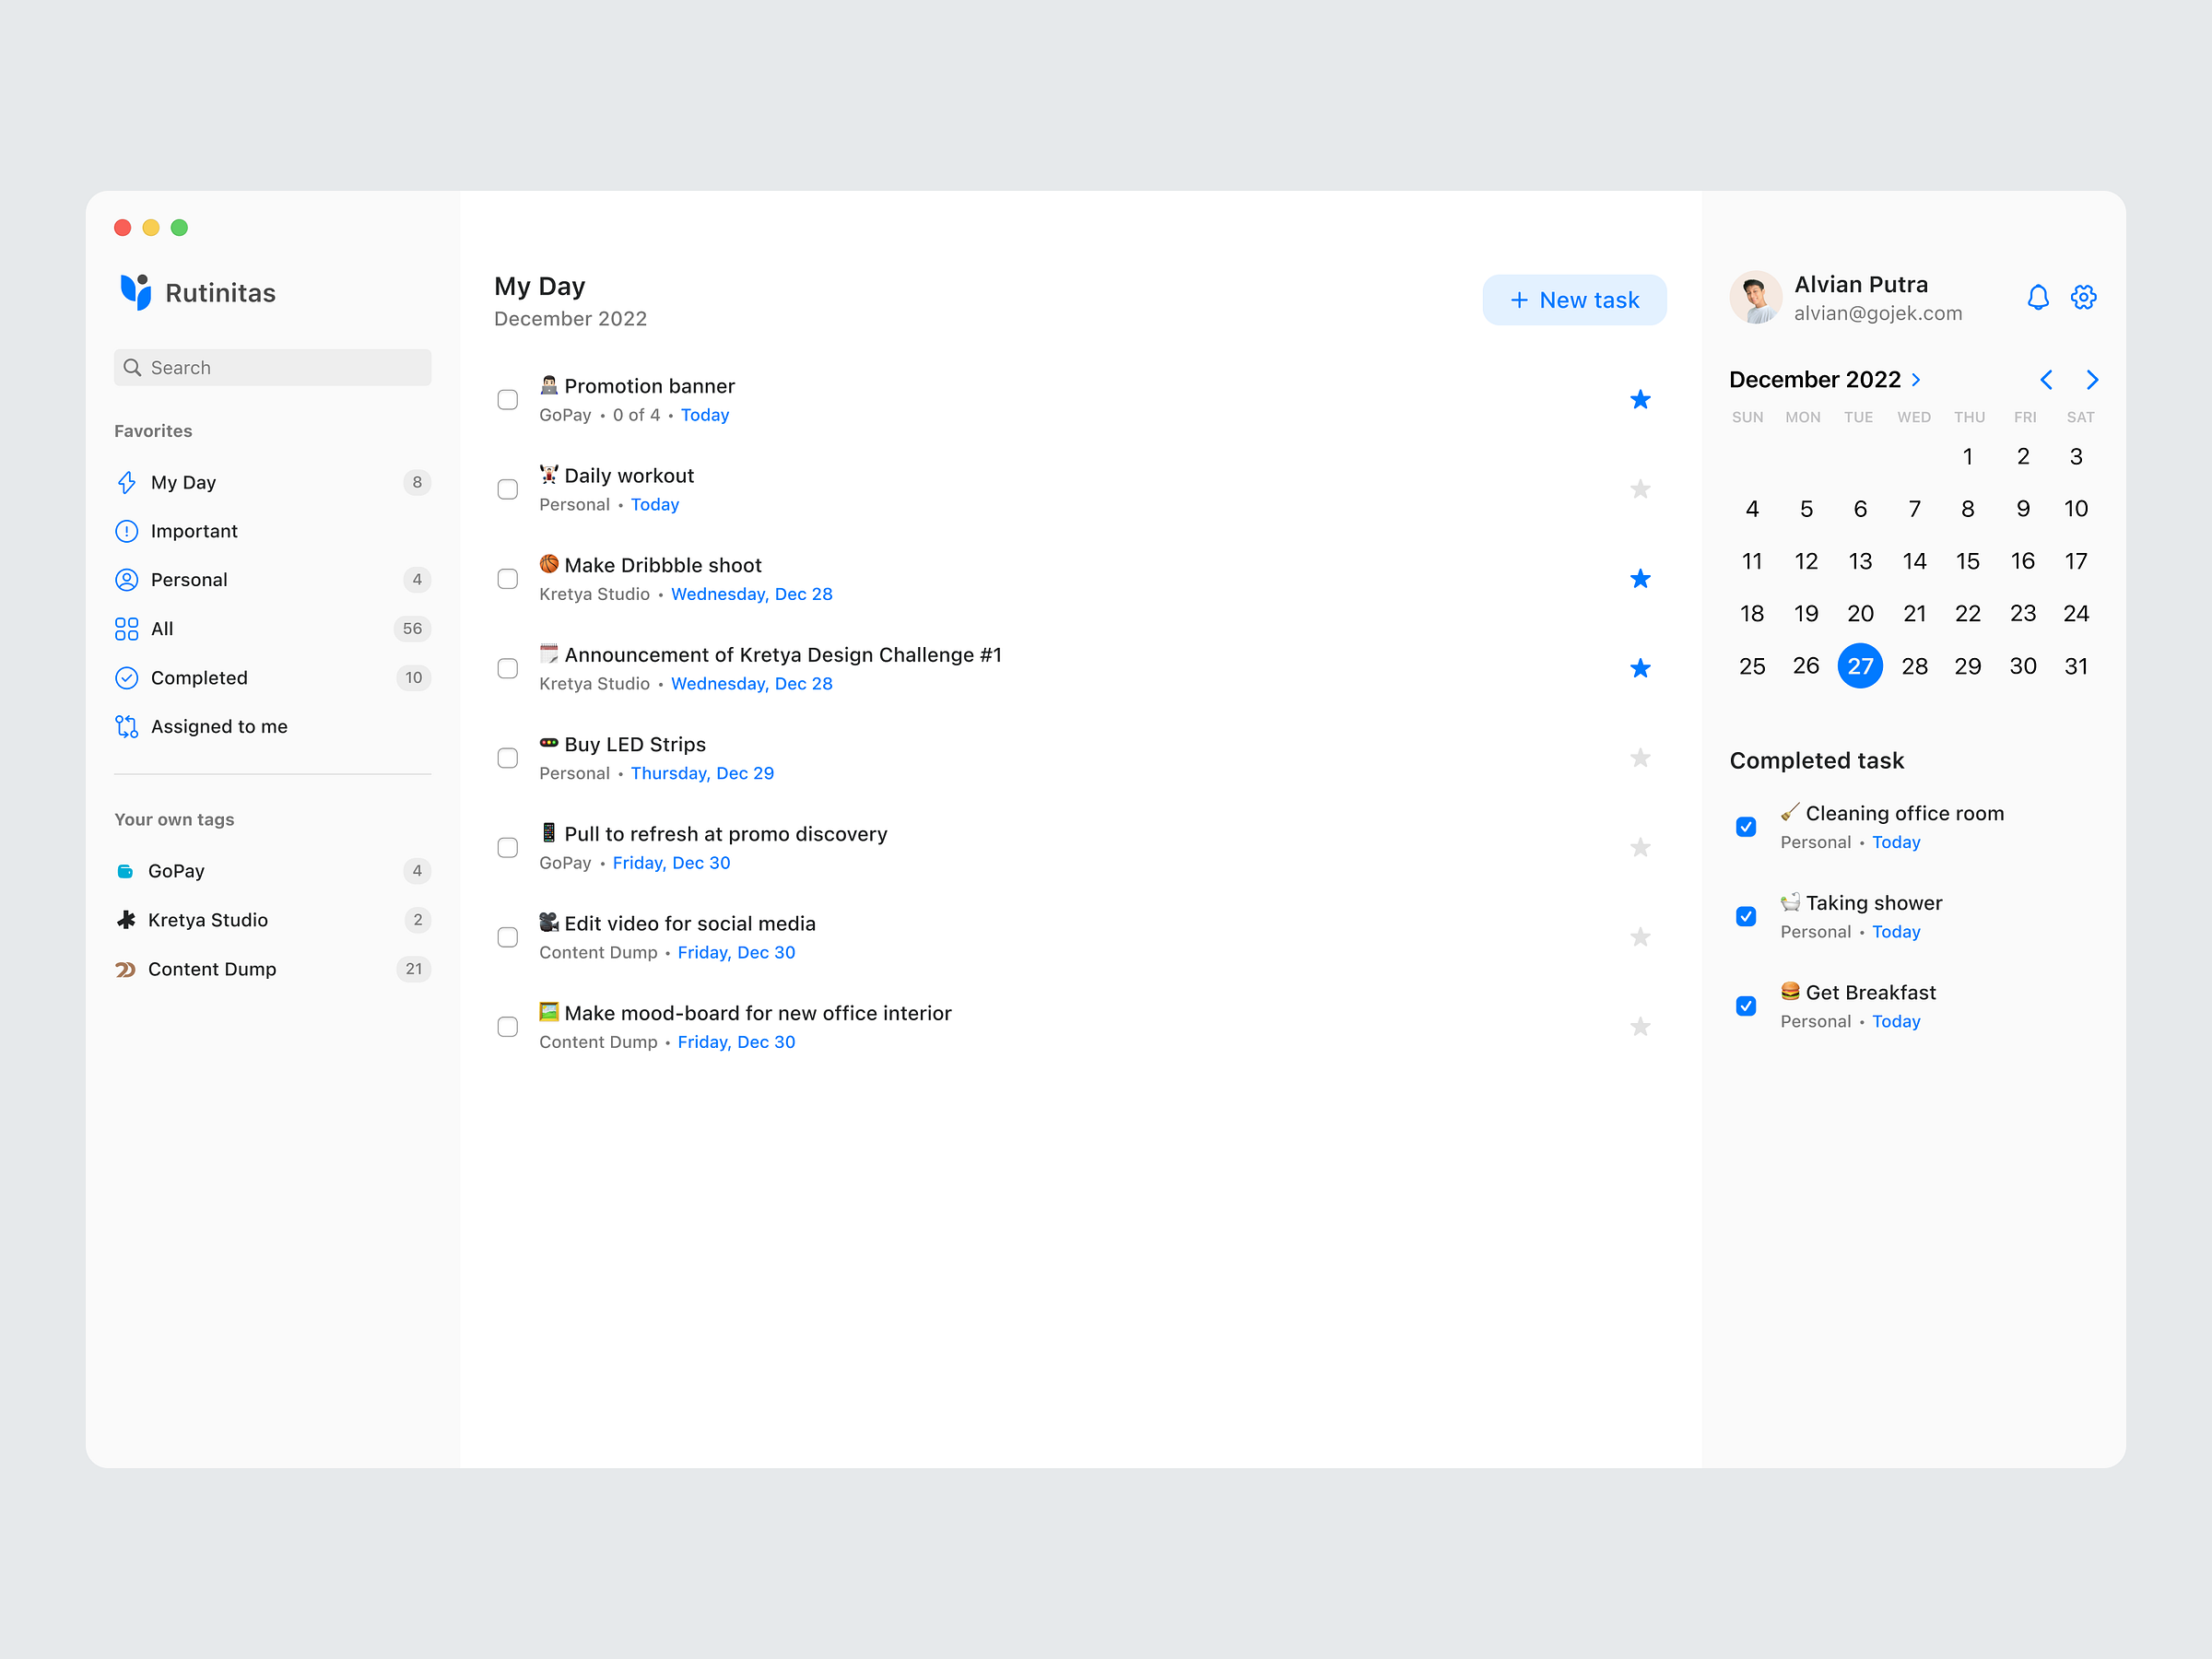 Rutinitas
Search
Favorites
My Day 8
Important
Personal 4
All 56
Completed 10
Assigned to me
Your own tags
GoPay 4
Kretya Studio 2
Content Dump 21
My Day
December 2022
+ New task
Promotion banner
GoPay • 0 of 4 • Today
Daily workout
Personal • Today
Make Dribbble shoot
Kretya Studio • Wednesday, Dec 28
Announcement of Kretya Design Challenge #1
Kretya Studio • Wednesday, Dec 28
Buy LED Strips
Personal • Thursday, Dec 29
Pull to refresh at promo discovery
GoPay • Friday, Dec 30
Edit video for social media
Content Dump • Friday, Dec 30
Make mood-board for new office interior
Content Dump • Friday, Dec 30
Alvian Putra
alvian@gojek.com
December 2022
SUN MON TUE WED THU FRI SAT
1 2 3
4 5 6 7 8 9 10
11 12 13 14 15 16 17
18 19 20 21 22 23 24
25 26 27 28 29 30 31
Completed task
Cleaning office room
Personal • Today
Taking shower
Personal • Today
Get Breakfast
Personal • Today